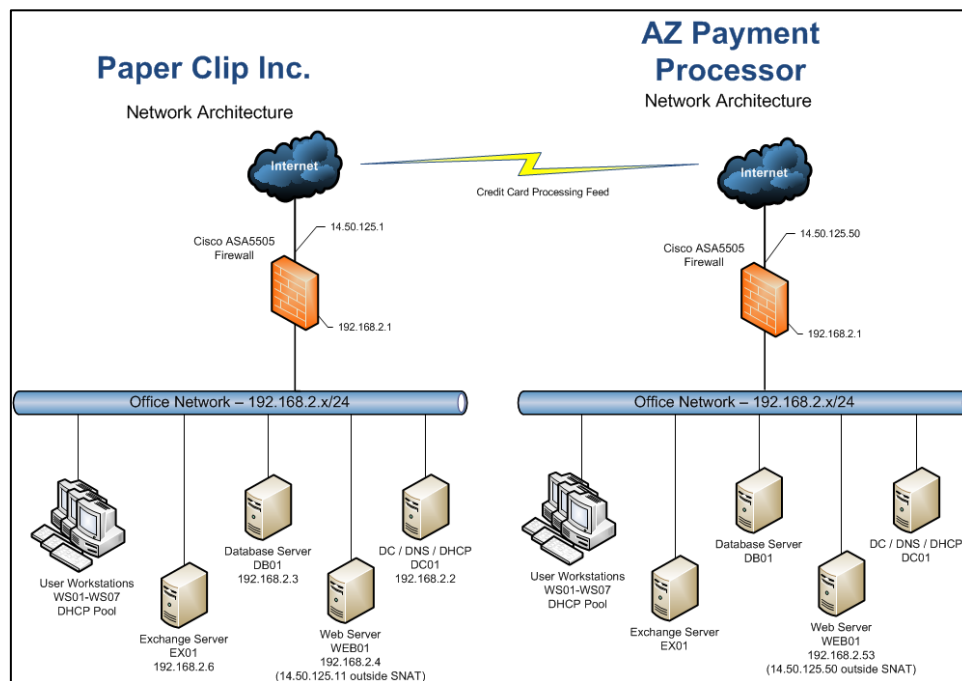 Paper Clip Inc.
Network Architecture
Internet
14.50.125.1
Cisco ASA5505
Firewall
192.168.2.1
Office Network – 192.168.2.x/24
User Workstations
WS01-WS07
DHCP Pool
Exchange Server
EX01
192.168.2.6
Database Server
DB01
192.168.2.3
Web Server
WEB01
192.168.2.4
(14.50.125.11 outside SNAT)
DC / DNS / DHCP
DC01
192.168.2.2
Credit Card Processing Feed
AZ Payment
Processor
Network Architecture
Internet
14.50.125.50
Cisco ASA5505
Firewall
192.168.2.1
Office Network – 192.168.2.x/24
User Workstations
WS01-WS07
DHCP Pool
Exchange Server
EX01
Database Server
DB01
Web Server
WEB01
192.168.2.53
(14.50.125.50 outside SNAT)
DC / DNS / DHCP
DC01